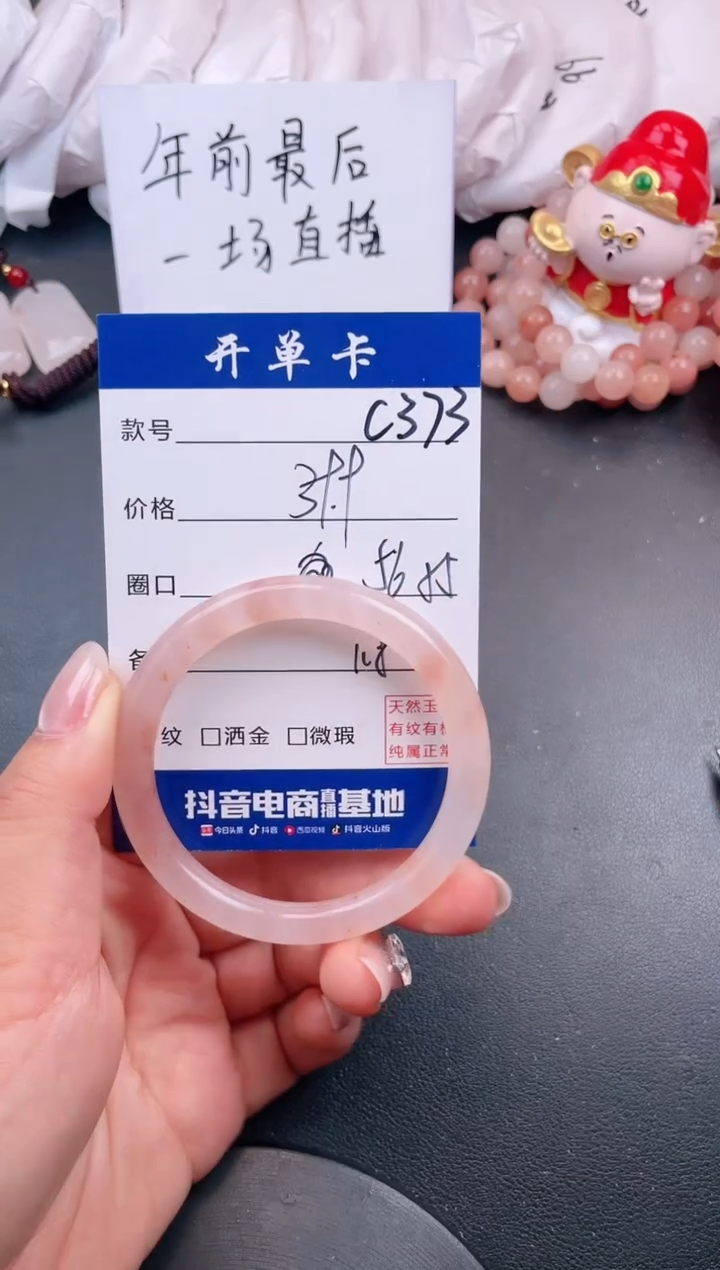 年前最后
一场直播
开单卡
款号 C373
价格
圈口
纹 □洒金 □微瑕
天然玉
有纹有
纯属正常
抖音电商直播基地
今日头条 抖音 西瓜视频 抖音火山版